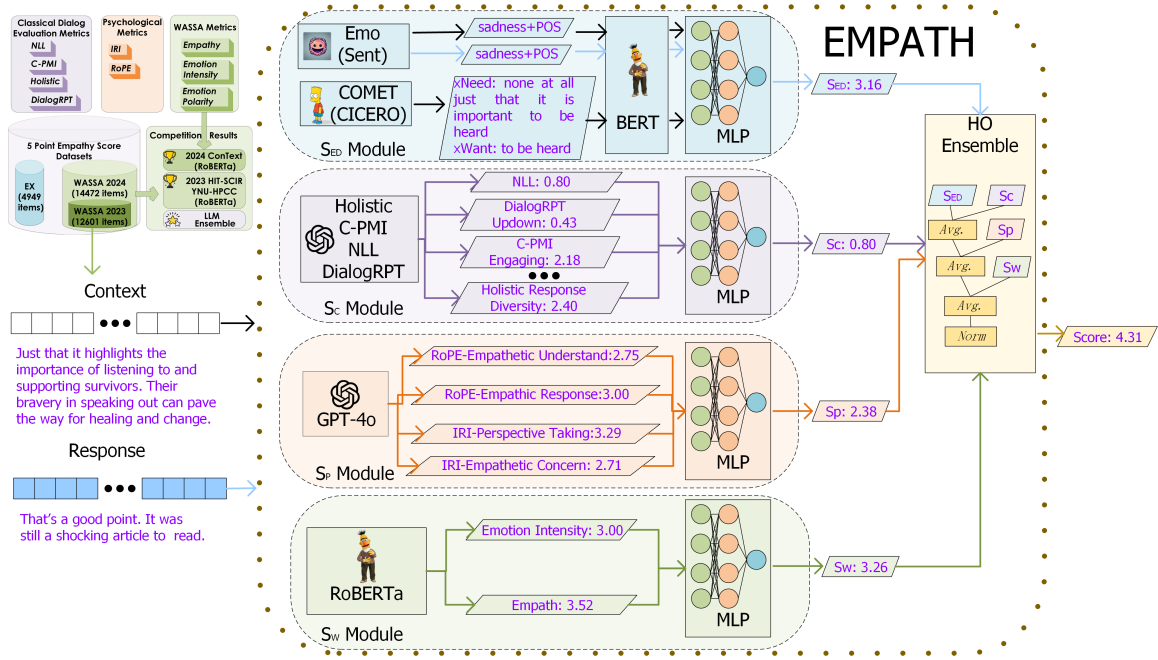 Classical Dialog
Evaluation Metrics
NLL
C-PMI
Holistic
DialogRPT
Psychological
Metrics
IRI
RoPE
WASSA Metrics
Empathy
Emotion
Intensity
Emotion
Polarity
5 Point Empathy Score
Datasets
EX
(4949
items)
WASSA 2024
(14472 items)
WASSA 2023
(12601 items)
Competition Results
2024 ConText
(RoBERTa)
2023 HIT-SCIR
YNU-HPCC
(RoBERTa)
LLM
Ensemble
Context
Just that it highlights the
importance of listening to and
supporting survivors. Their
bravery in speaking out can pave
the way for healing and change.
Response
That's a good point. It was
still a shocking article to read.
EMPATH
Emo
(Sent)
sadness+POS
sadness+POS
COMET
(CICERO)
xNeed: none at all
just that it is
important to be
heard
xWant: to be heard
BERT
MLP
SED Module
SED: 3.16
Holistic
C-PMI
NLL
DialogRPT
NLL: 0.80
DialogRPT
Updown: 0.43
C-PMI
Engaging: 2.18
Holistic Response
Diversity: 2.40
MLP
Sc Module
Sc: 0.80
GPT-4o
RoPE-Empathetic Understand:2.75
RoPE-Empathic Response:3.00
IRI-Perspective Taking:3.29
IRI-Empathetic Concern: 2.71
MLP
SP Module
Sp: 2.38
RoBERTa
Emotion Intensity: 3.00
Empath: 3.52
MLP
SW Module
Sw: 3.26
HO
Ensemble
SED
Sc
Avg.
Sp
Avg.
Sw
Avg.
Norm
Score: 4.31